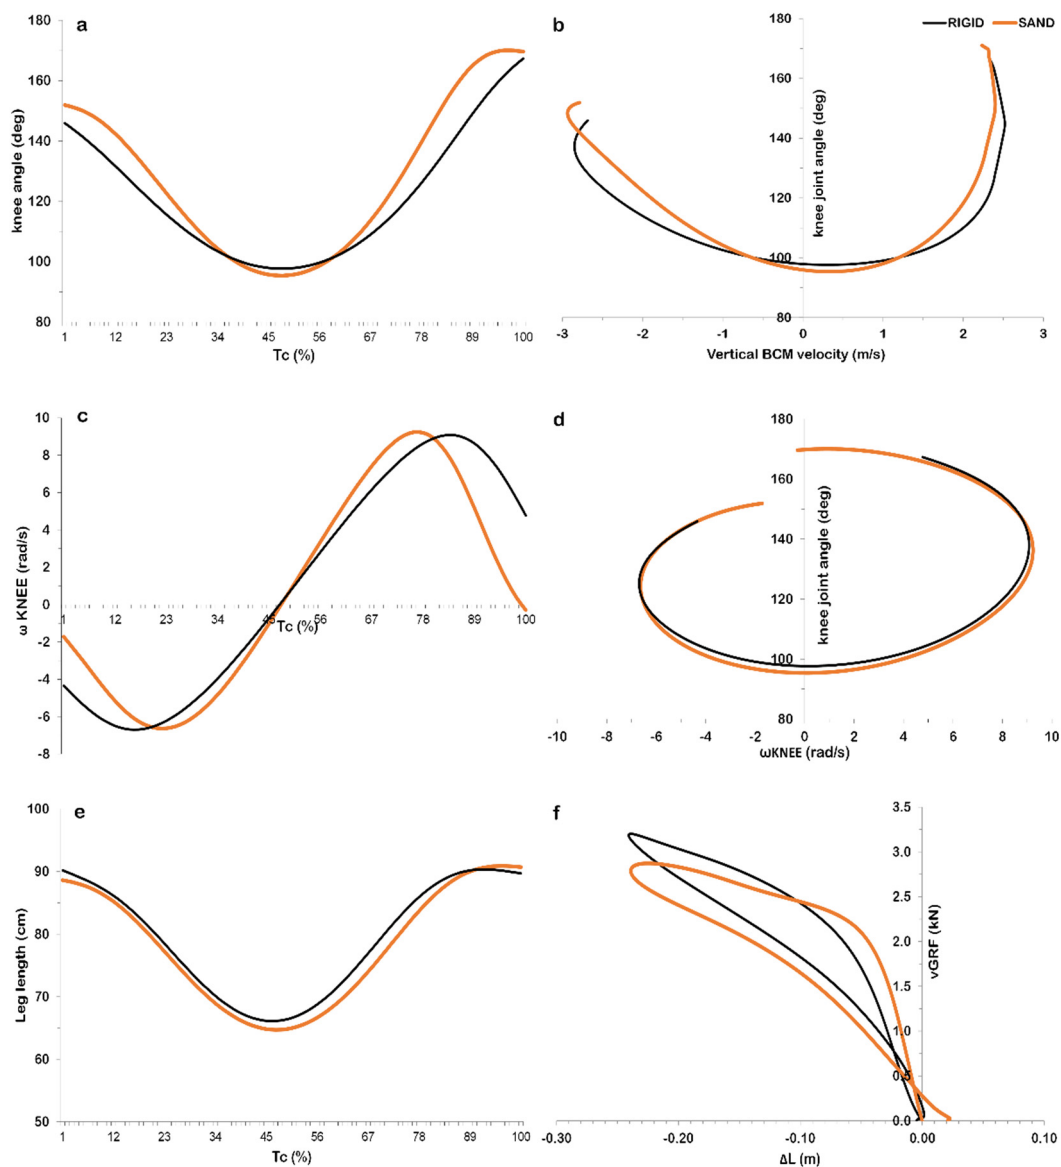 a
180
160
140
120
100
80
knee angle (deg)
1 12 23 34 45 56 67 78 89 100
Tc (%)
b
RIGID SAND
180
160
140
120
100
80
knee joint angle (deg)
-3 -2 -1 0 1 2 3
Vertical BCM velocity (m/s)
c
10
8
6
4
2
0
-2
-4
-6
-8
ω KNEE (rad/s)
1 12 23 34 45 56 67 78 89 100
Tc (%)
d
180
160
140
120
100
80
knee joint angle (deg)
-10 -8 -6 -4 -2 0 2 4 6 8 10
ωKNEE (rad/s)
e
100
90
80
70
60
50
Leg length (cm)
1 12 23 34 45 56 67 78 89 100
Tc (%)
f
3.5
3.0
2.5
2.0
1.5
1.0
0.5
0.0
vGRF (kN)
-0.30 -0.20 -0.10 0.00 0.10
ΔL (m)